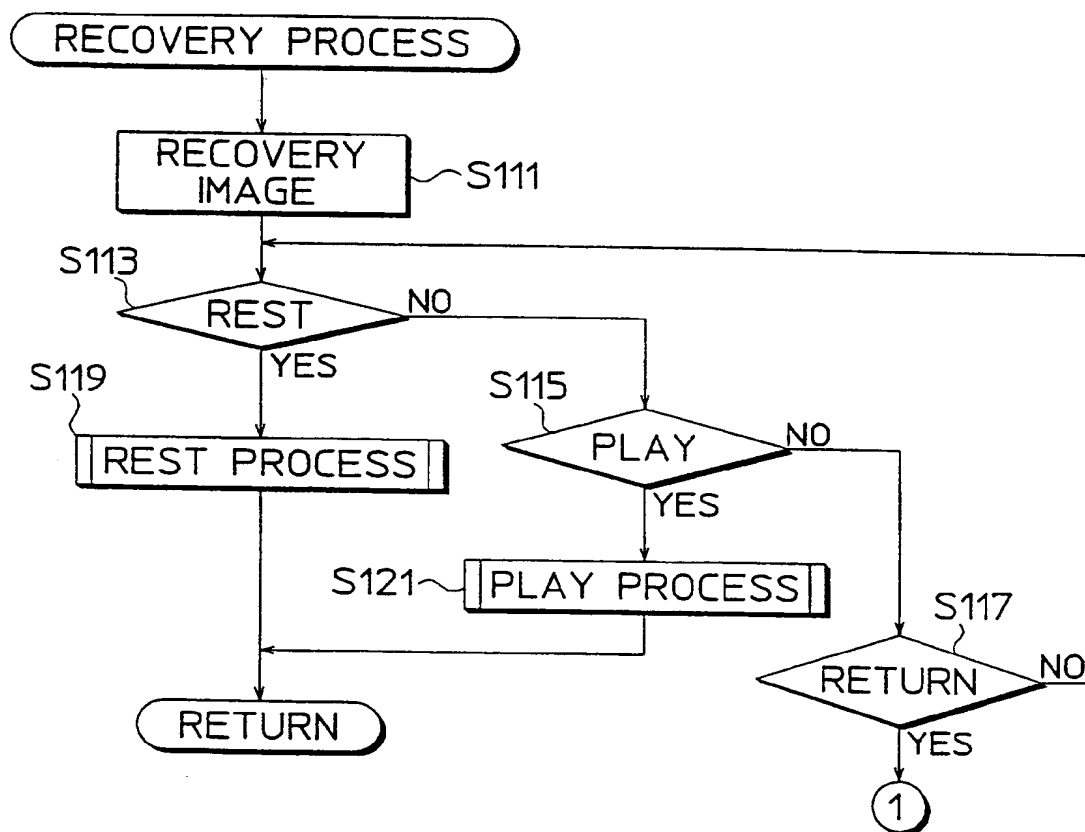 RECOVERY PROCESS
RECOVERY
IMAGE
S111
S113
REST
NO
YES
S119
REST PROCESS
S115
PLAY
NO
YES
S121
PLAY PROCESS
S117
RETURN
NO
YES
RETURN
1